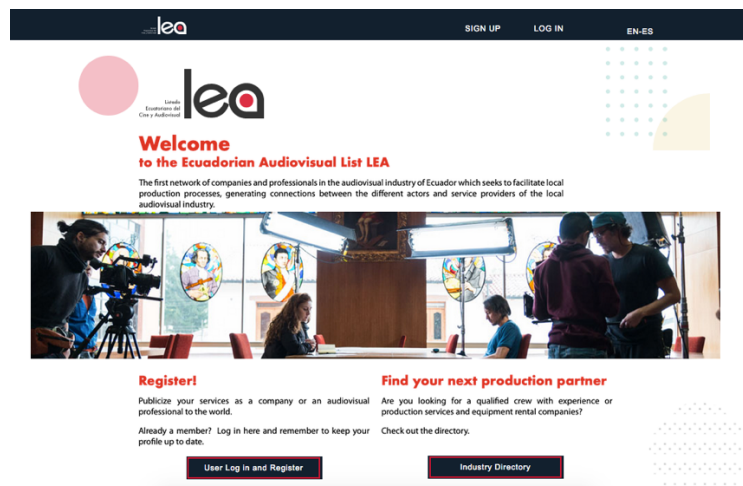 lea
SIGN UP
LOG IN
EN-ES
Listado
Ecuatoriano del
Cine y Audiovisual
lea
Welcome
to the Ecuadorian Audiovisual List LEA
The first network of companies and professionals in the audiovisual industry of Ecuador which seeks to facilitate local
production processes, generating connections between the different actors and service providers of the local
audiovisual industry.
Register!
Publicize your services as a company or an audiovisual
professional to the world.
Already a member? Log in here and remember to keep your
profile up to date.
User Log in and Register
Find your next production partner
Are you looking for a qualified crew with experience or
production services and equipment rental companies?
Check out the directory.
Industry Directory